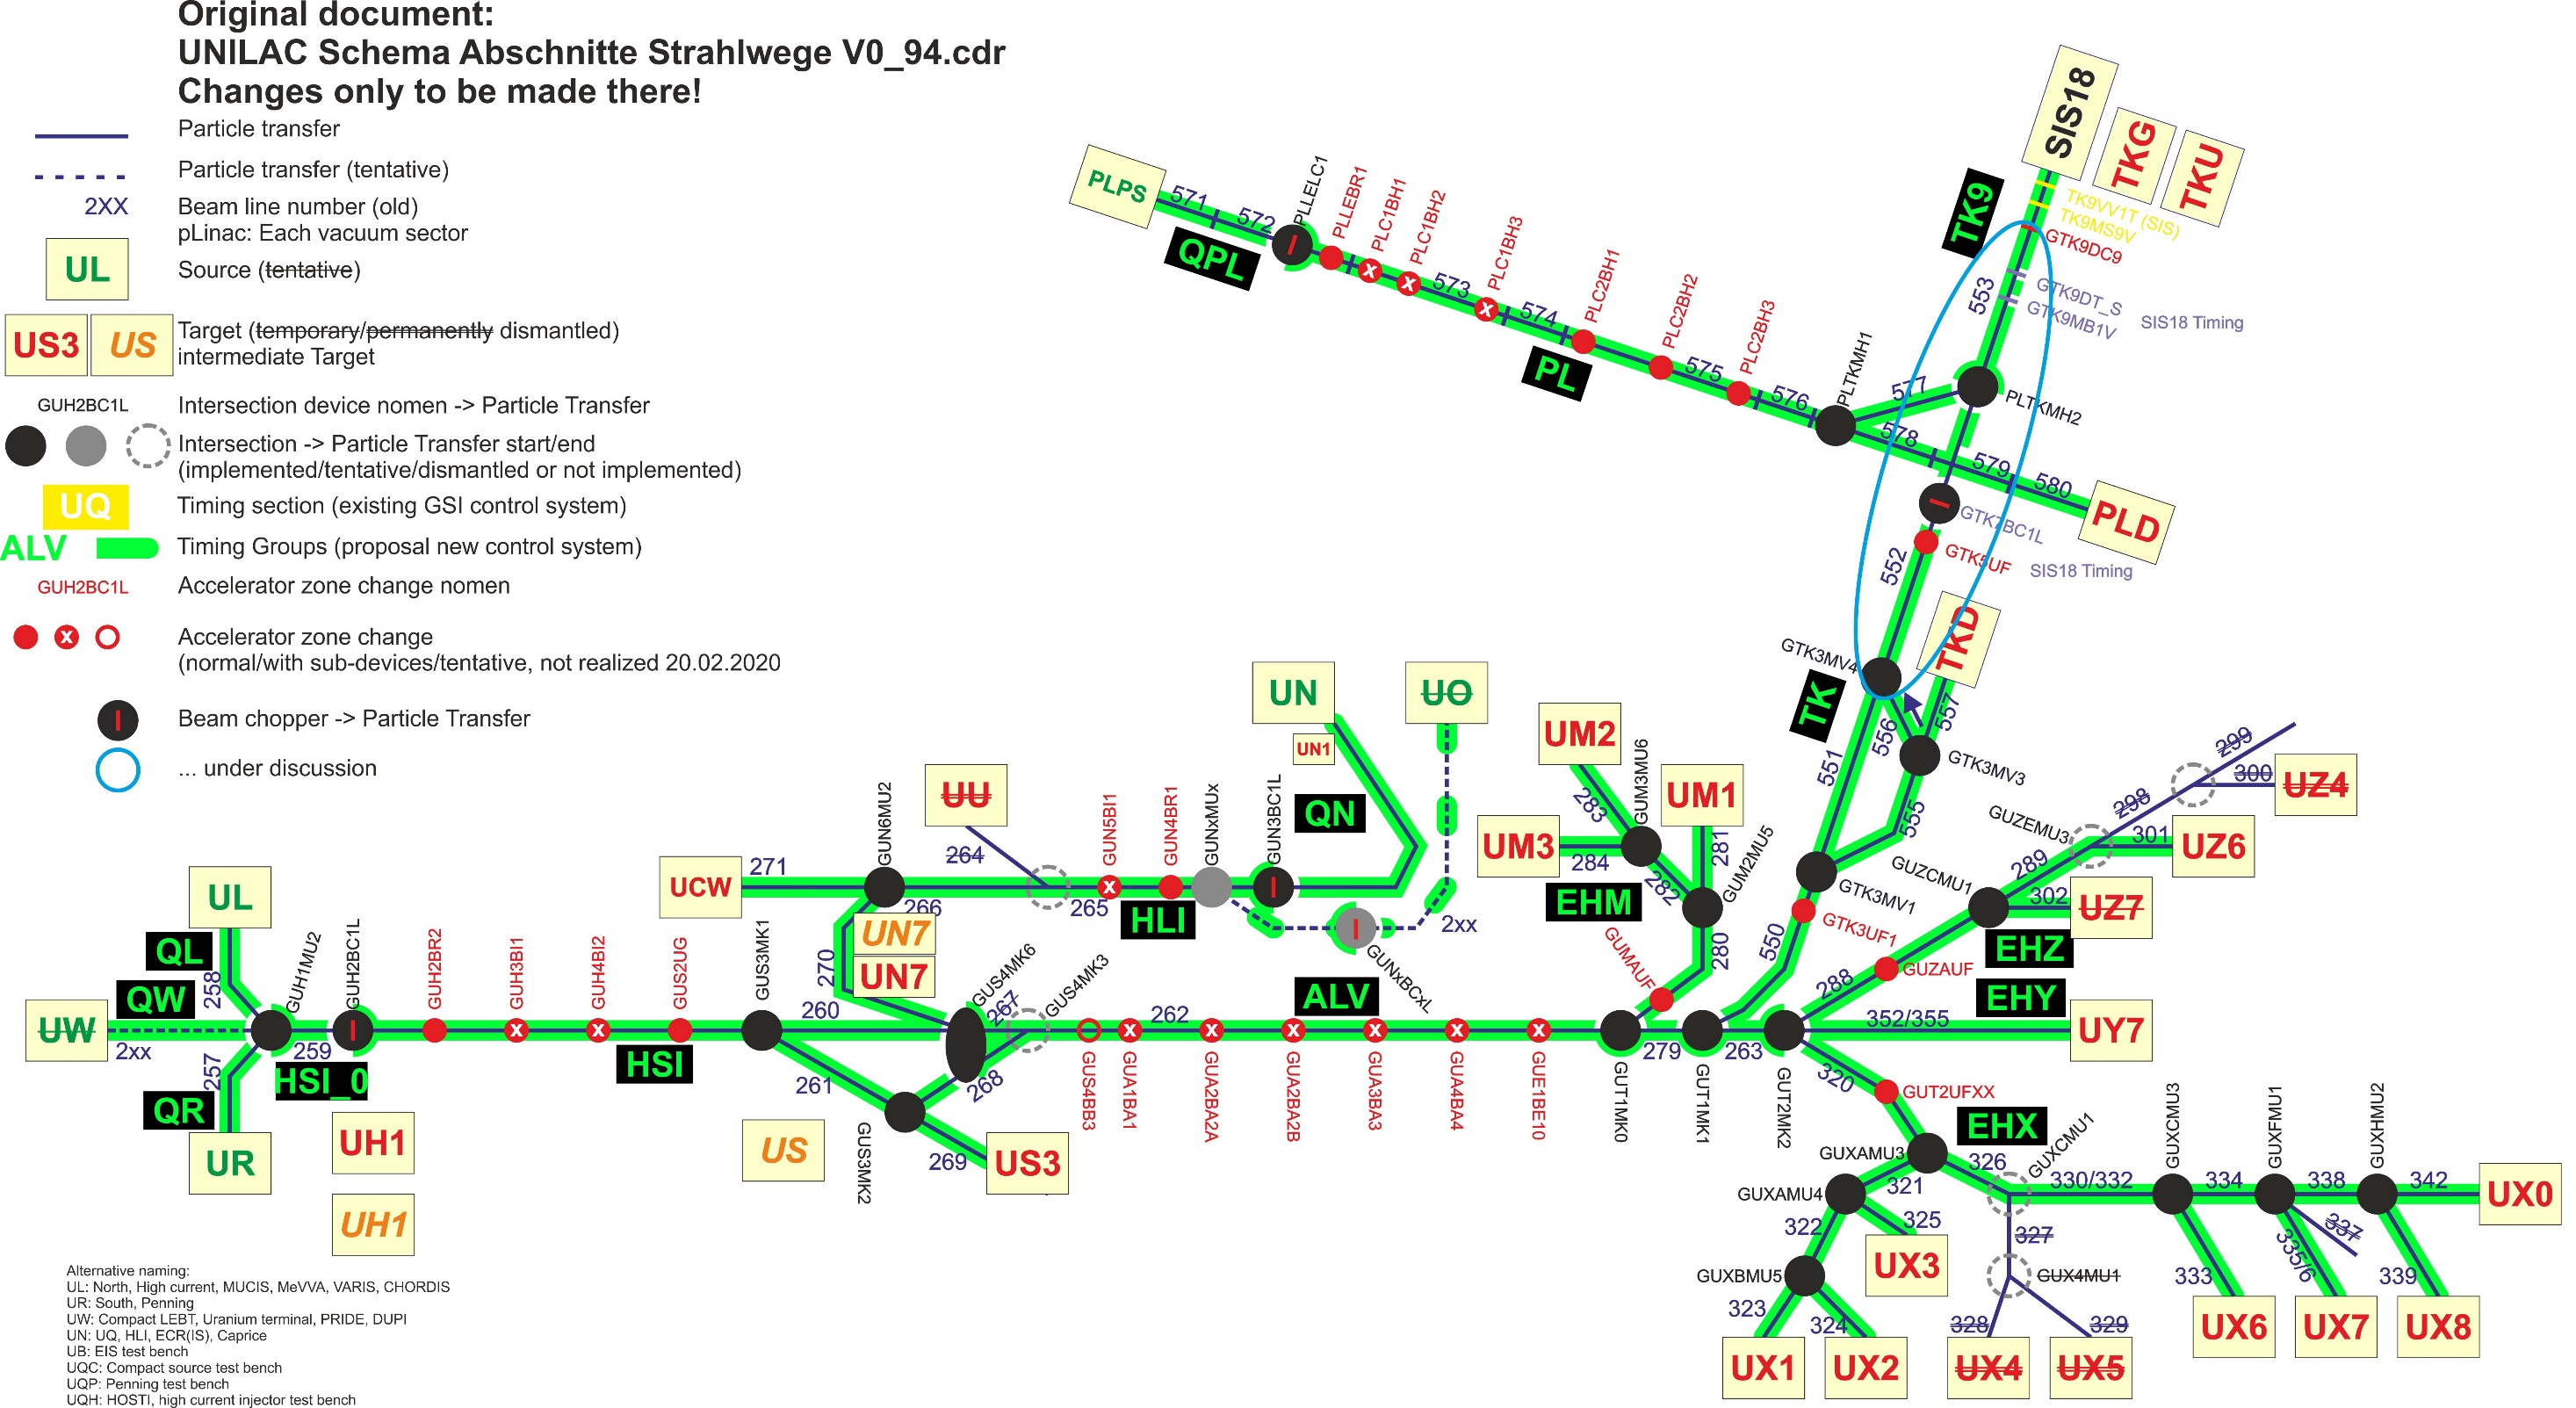 Original document:
UNILAC Schema Abschnitte Strahlwege V0_94.cdr
Changes only to be made there!
Particle transfer
Particle transfer (tentative)
2XX
Beam line number (old)
pLinac: Each vacuum sector
UL
Source (tentative)
US3
US
Target (temporary/permanently dismantled)
intermediate Target
GUH2BC1L
Intersection device nomen -> Particle Transfer
Intersection -> Particle Transfer start/end
(implemented/tentative/dismantled or not implemented)
UQ
Timing section (existing GSI control system)
ALV
Timing Groups (proposal new control system)
GUH2BC1L
Accelerator zone change nomen
x
Accelerator zone change
(normal/with sub-devices/tentative, not realized 20.02.2020
Beam chopper -> Particle Transfer
... under discussion
PLPS
571
572
QPL
PLLELC1
PLLEBR1
PLC1BH1
x
PLC1BH2
x
573
PLC1BH3
x
574
PL
PLC2BH1
PLC2BH2
575
PLC2BH3
576
PLTKMH1
577
578
579
580
PLD
SIS18
TKG
TKU
TK9
TK9VV1T (SIS)
TK9MS9V
GTK9DC9
553
GTK9DT_S
GTK9MB1V
SIS18 Timing
PLTKMH2
GTK7BC1L
GTK5UF
SIS18 Timing
552
TKD
GTK3MV4
TK
551
556
557
GTK3MV3
555
GTK3MV1
GTK3UF1
550
UN
UN1
UO
QN
UU
264
UCW
271
GUN6MU2
266
265
GUN5BI1
x
GUN4BR1
GUNxMUx
GUN3BC1L
HLI
2xx
GUNxBCxL
UN7
UN7
270
UM2
283
GUM3MU6
UM1
281
UM3
284
EHM
282
GUM2MU5
280
GUMAUF
299
300
UZ4
298
GUZEMU3
301
UZ6
289
GUZCMU1
302
UZ7
EHZ
GUZAUF
288
EHY
352/355
UY7
UL
QL
258
QW
UW
2xx
257
QR
UR
GUH1MU2
259
HSI_0
GUH2BC1L
UH1
UH1
GUH2BR2
GUH3BI1
x
GUH4BI2
x
GUS2UG
HSI
GUS3MK1
260
261
US
GUS3MK2
269
US3
268
267
GUS4MK6
GUS4MK3
GUS4BB3
x
GUA1BA1
262
x
GUA2BA2A
x
GUA2BA2B
ALV
x
GUA3BA3
x
GUA4BA4
x
GUE1BE10
GUT1MK0
279
GUT1MK1
263
GUT2MK2
320
GUT2UFXX
EHX
GUXAMU3
326
GUXCMU1
GUXAMU4
321
325
322
UX3
GUXBMU5
323
324
UX1
UX2
327
GUX4MU1
328
329
UX4
UX5
330/332
GUXCMU3
334
GUXFMU1
338
GUXHMU2
342
UX0
333
335/6
337
339
UX6
UX7
UX8
Alternative naming:
UL: North, High current, MUCIS, MeVVA, VARIS, CHORDIS
UR: South, Penning
UW: Compact LEBT, Uranium terminal, PRIDE, DUPI
UN: UQ, HLI, ECR(IS), Caprice
UB: EIS test bench
UQC: Compact source test bench
UQP: Penning test bench
UQH: HOSTI, high current injector test bench